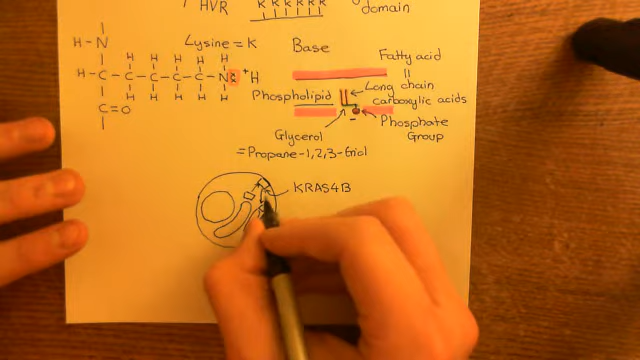 HVR
K K K K K K
domain
Lysine = K
Base
Fatty acid
=
Long chain
carboxylic acids
Phospholipid
Phosphate
Group
Glycerol
= Propane-1,2,3-triol
H-N
H H H H H
H-C-C-C-C-C-N +H
H H H H H
C=O
KRAS4B